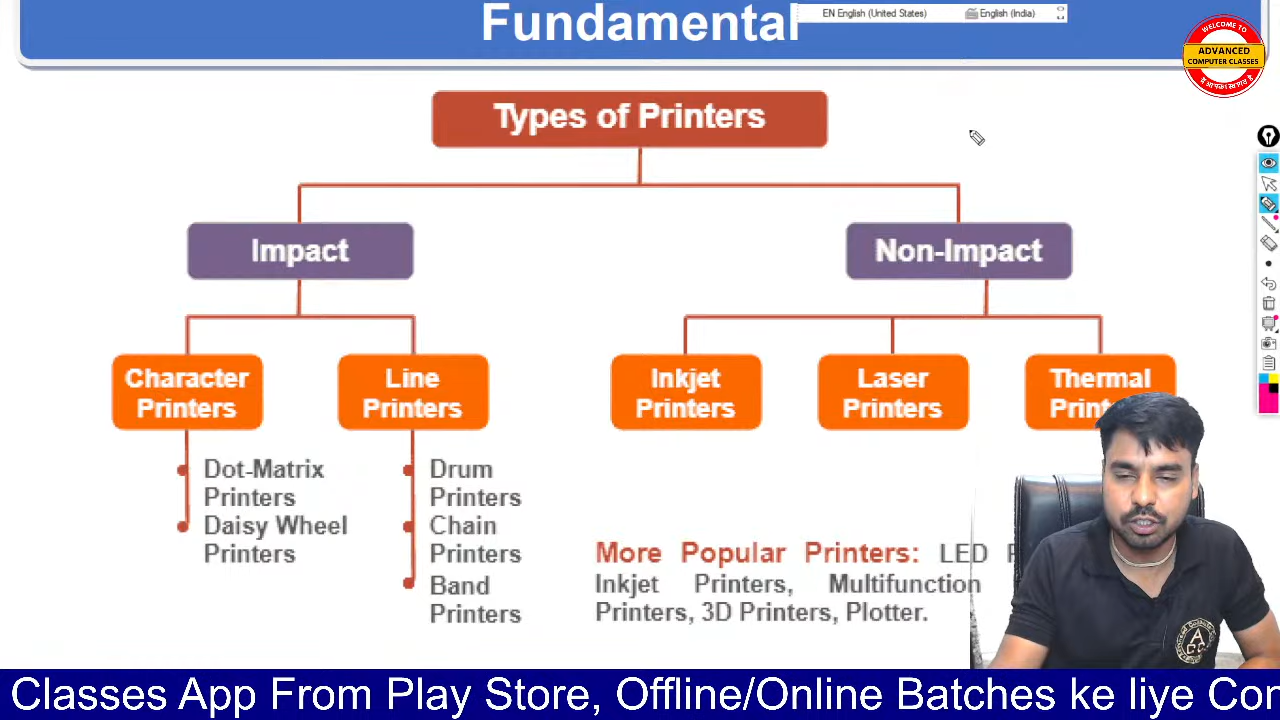 Fundamental
EN English (United States)
English (India)
WELCOME TO
ADVANCED
COMPUTER CLASSES
Types of Printers
Impact
Non-Impact
Character
Printers
Line
Printers
Inkjet
Printers
Laser
Printers
Thermal
Dot-Matrix
Printers
Daisy Wheel
Printers
Drum
Printers
Chain
Printers
Band
Printers
More Popular Printers: LED
Inkjet Printers, Multifunction
Printers, 3D Printers, Plotter.
Classes App From Play Store, Offline/Online Batches ke liye